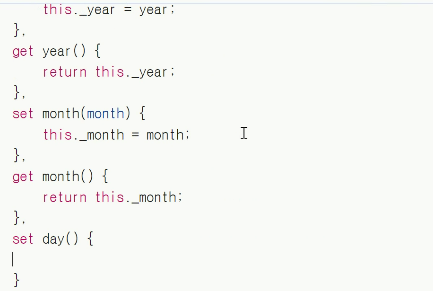 this._year = year;
},
get year() {
return this._year;
},
set month(month) {
this._month = month;
},
get month() {
return this._month;
},
set day() {
}